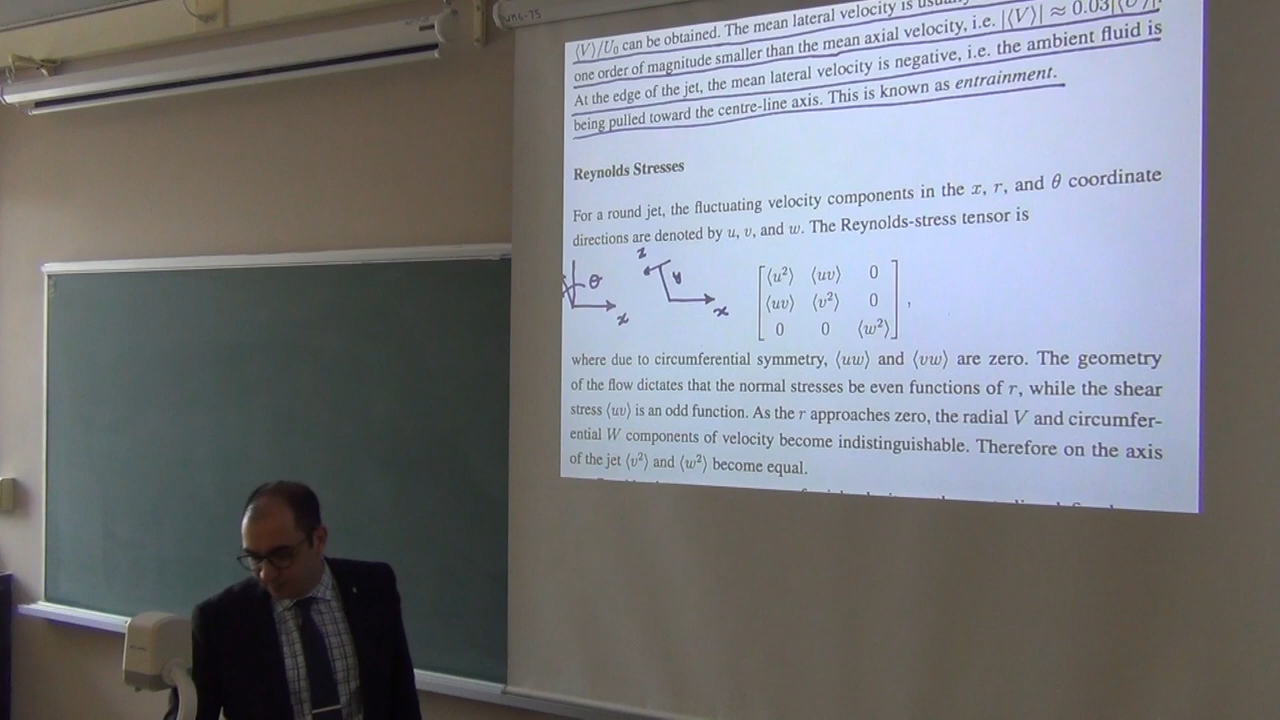 UNG-75
⟨V⟩/U₀ can be obtained. The mean lateral velocity is
one order of magnitude smaller than the mean axial velocity, i.e. |⟨V⟩| ≈ 0.03|⟨U⟩|.
At the edge of the jet, the mean lateral velocity is negative, i.e. the ambient fluid is
being pulled toward the centre-line axis. This is known as entrainment.
Reynolds Stresses
For a round jet, the fluctuating velocity components in the x, r, and θ coordinate
directions are denoted by u, v, and w. The Reynolds-stress tensor is
θ
x
r
x
⟨u²⟩ ⟨uv⟩ 0
⟨uv⟩ ⟨v²⟩ 0 ,
0 0 ⟨w²⟩
where due to circumferential symmetry, ⟨uw⟩ and ⟨vw⟩ are zero. The geometry
of the flow dictates that the normal stresses be even functions of r, while the shear
stress ⟨uv⟩ is an odd function. As the r approaches zero, the radial V and circumfer-
ential W components of velocity become indistinguishable. Therefore on the axis
of the jet ⟨v²⟩ and ⟨w²⟩ become equal.